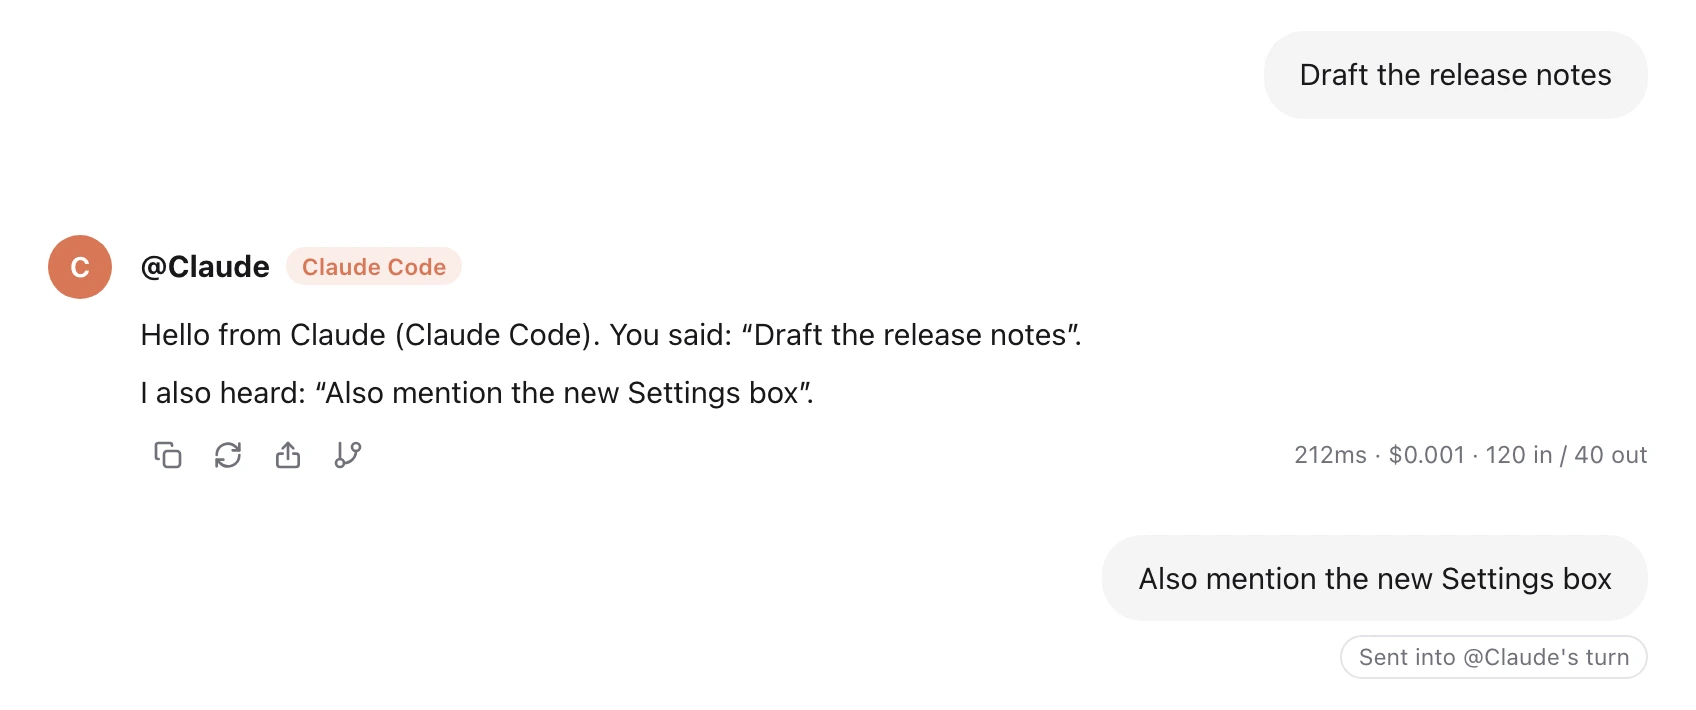 Draft the release notes
C
@Claude Claude Code
Hello from Claude (Claude Code). You said: “Draft the release notes”.
I also heard: “Also mention the new Settings box”.
212ms · $0.001 · 120 in / 40 out
Also mention the new Settings box
Sent into @Claude's turn